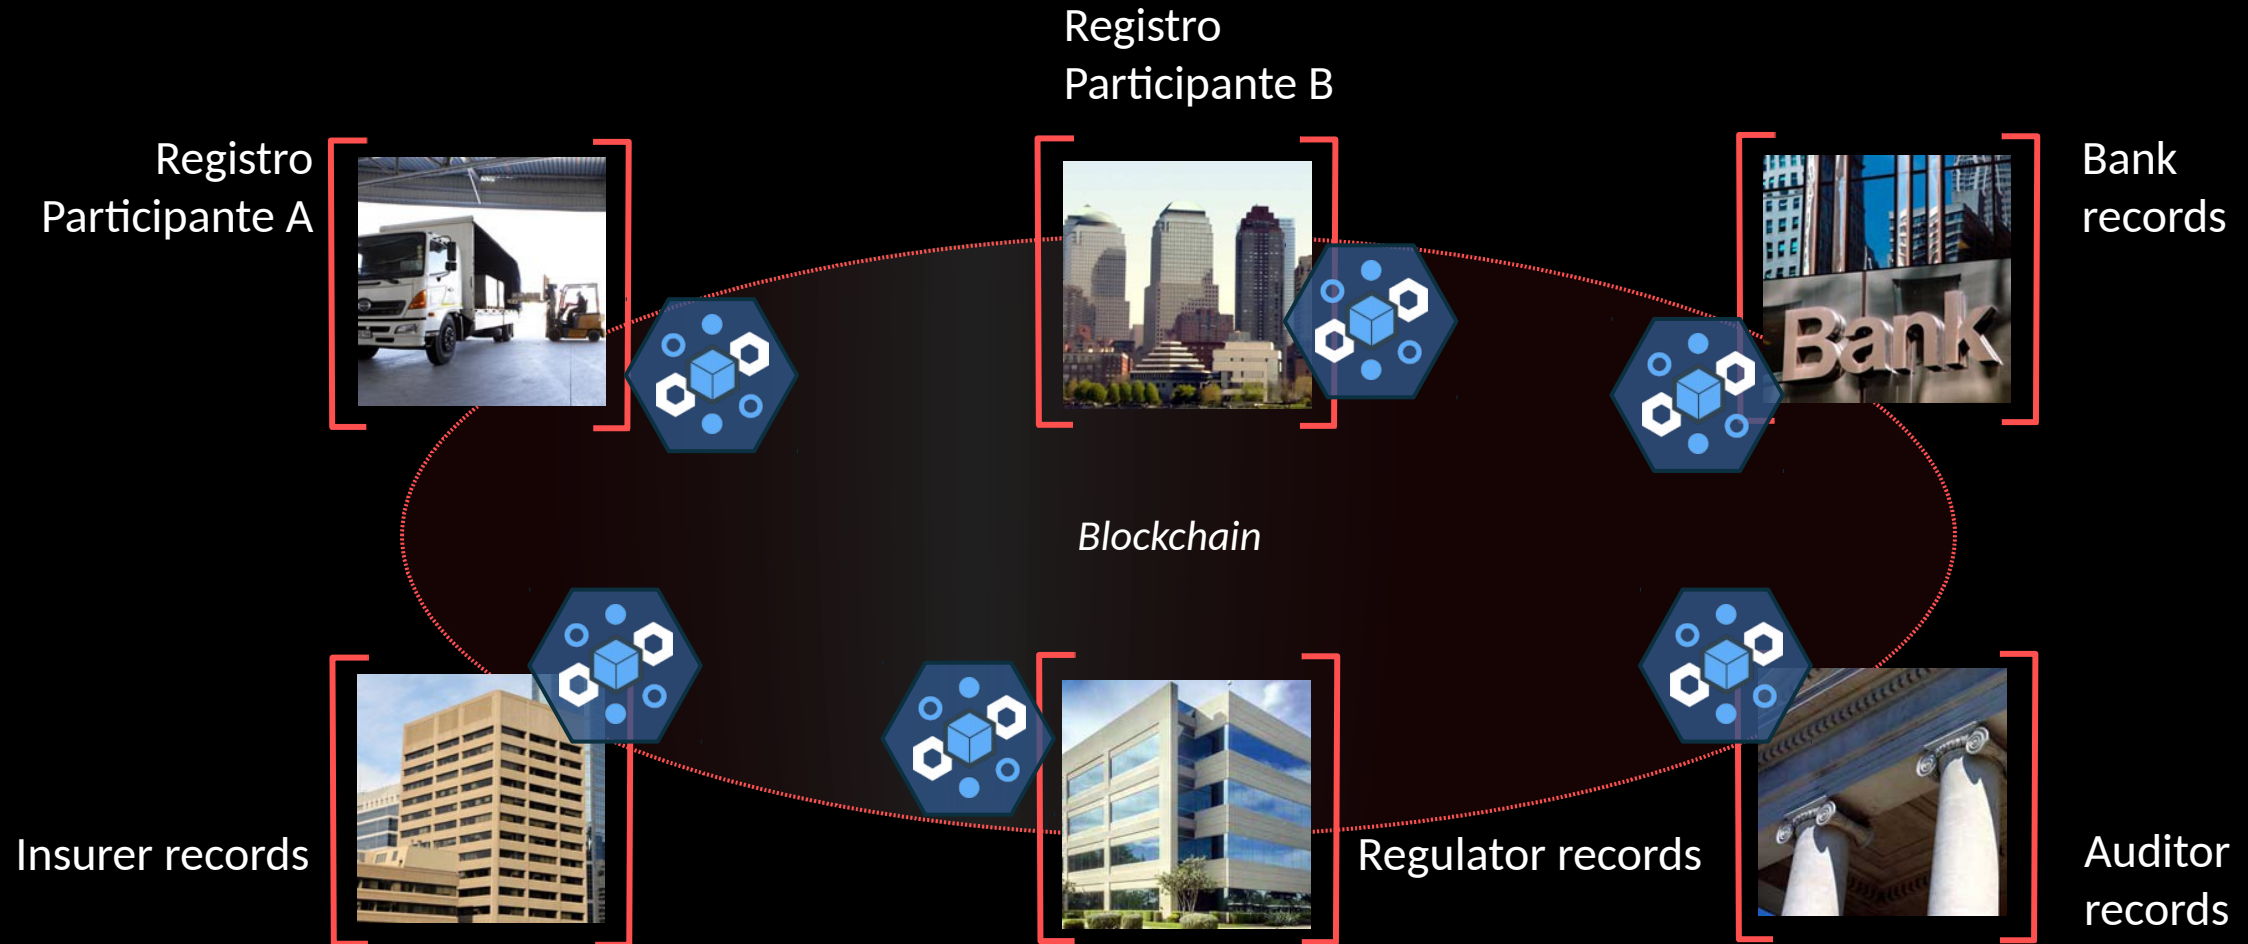 Registro
Participante B
Registro
Participante A
Bank
records
Bank
Blockchain
Insurer records
Regulator records
Auditor
records